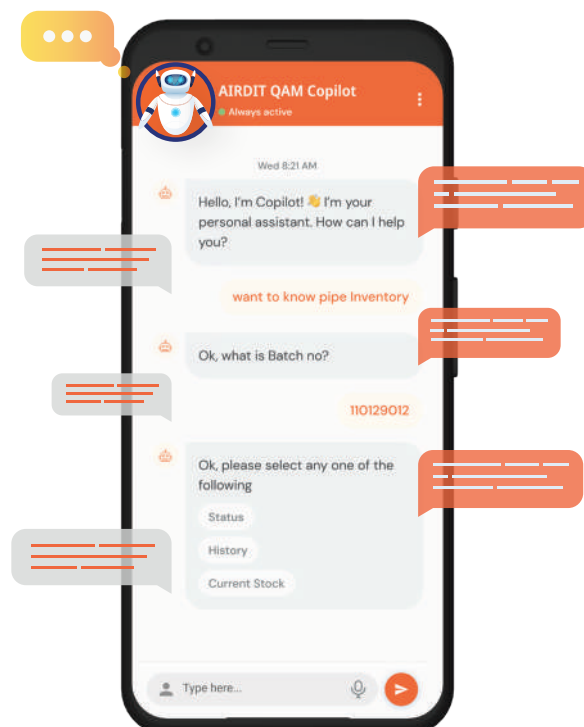 AIRDIT QAM Copilot
Always active
Wed 8:21 AM
Hello, I'm Copilot! 👋 I'm your
personal assistant. How can I help
you?
want to know pipe Inventory
Ok, what is Batch no?
110129012
Ok, please select any one of the
following
Status
History
Current Stock
Type here...